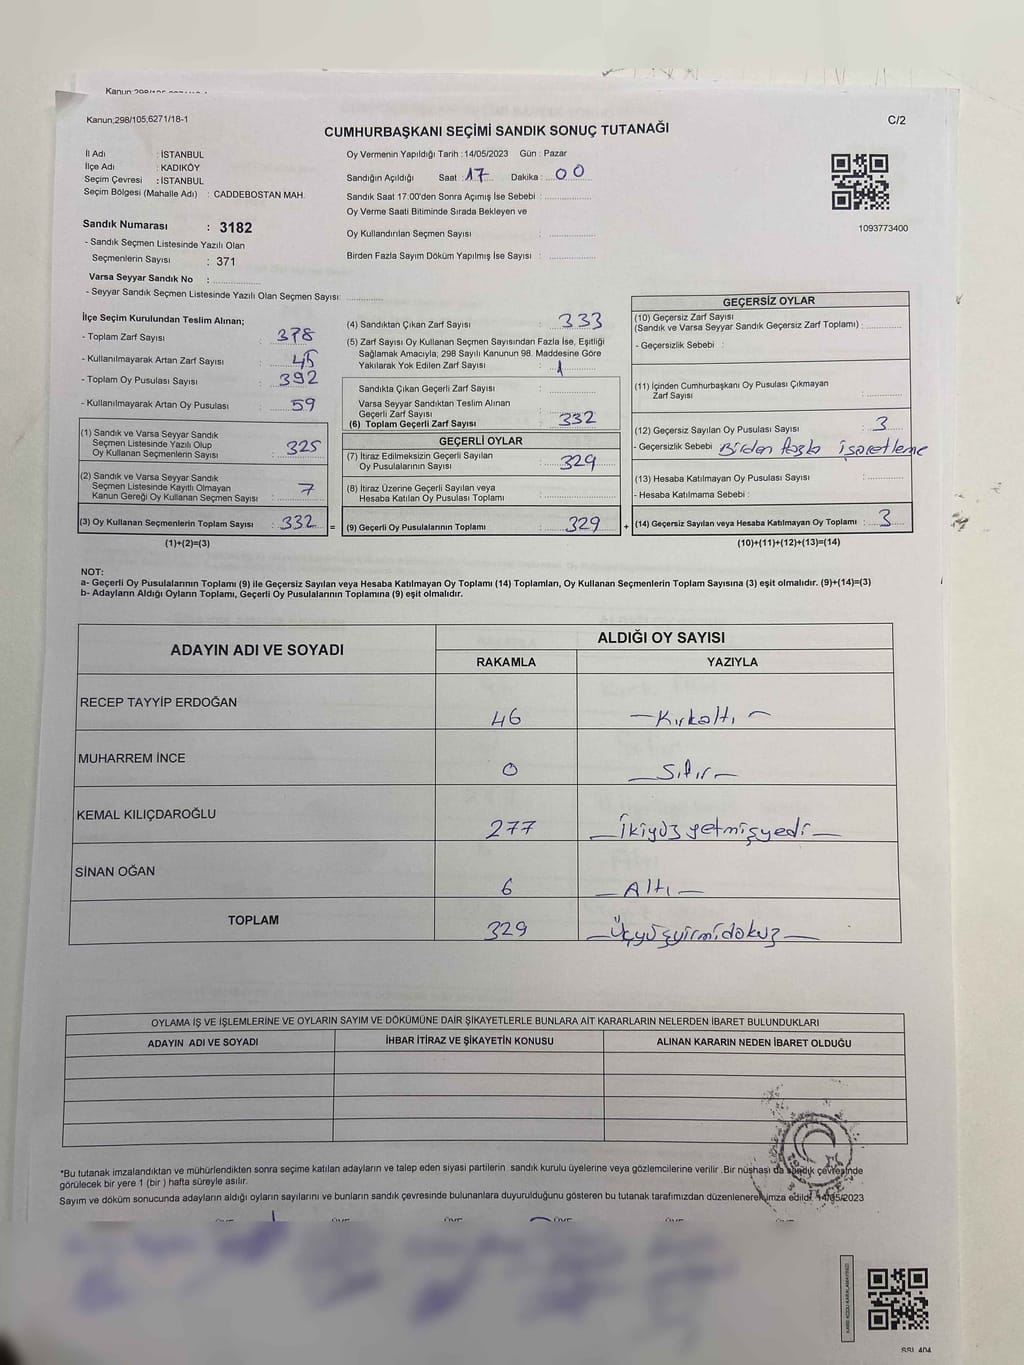 Kanun;298/105;6271/18-1
C/2
CUMHURBAŞKANI SEÇİMİ SANDIK SONUÇ TUTANAĞI
İl Adı : İSTANBUL
İlçe Adı : KADIKÖY
Seçim Çevresi : İSTANBUL
Seçim Bölgesi (Mahalle Adı) : CADDEBOSTAN MAH.
Sandık Numarası : 3182
- Sandık Seçmen Listesinde Yazılı Olan
Seçmenlerin Sayısı : 371
Varsa Seyyar Sandık No :
- Seyyar Sandık Seçmen Listesinde Yazılı Olan Seçmen Sayısı:
Oy Vermenin Yapıldığı Tarih : 14/05/2023 Gün : Pazar
Sandığın Açıldığı Saat : 17 Dakika : 00
Sandık Saat 17:00'den Sonra Açımış İse Sebebi :
Oy Verme Saati Bitiminde Sırada Bekleyen ve
Oy Kullandırılan Seçmen Sayısı :
Birden Fazla Sayım Döküm Yapılmış İse Sayısı :
1093773400
İlçe Seçim Kurulundan Teslim Alınan;
- Toplam Zarf Sayısı : 378
- Kullanılmayarak Artan Zarf Sayısı : 45
- Toplam Oy Pusulası Sayısı : 392
- Kullanılmayarak Artan Oy Pusulası : 59
(1) Sandık ve Varsa Seyyar Sandık
Seçmen Listesinde Yazılı Olup
Oy Kullanan Seçmenlerin Sayısı : 325
(2) Sandık ve Varsa Seyyar Sandık
Seçmen Listesinde Kayıtlı Olmayan
Kanun Gereği Oy Kullanan Seçmen Sayısı : 7
(3) Oy Kullanan Seçmenlerin Toplam Sayısı : 332 =
(1)+(2)=(3)
(4) Sandıktan Çıkan Zarf Sayısı : 333
(5) Zarf Sayısı Oy Kullanan Seçmen Sayısından Fazla İse, Eşitliği
Sağlamak Amacıyla; 298 Sayılı Kanunun 98. Maddesine Göre
Yakılarak Yok Edilen Zarf Sayısı : 1
Sandıkta Çıkan Geçerli Zarf Sayısı :
Varsa Seyyar Sandıktan Teslim Alınan
Geçerli Zarf Sayısı :
(6) Toplam Geçerli Zarf Sayısı : 332
GEÇERLİ OYLAR
(7) İtiraz Edilmeksizin Geçerli Sayılan
Oy Pusulalarının Sayısı : 329
(8) İtiraz Üzerine Geçerli Sayılan veya
Hesaba Katılan Oy Pusulası Toplamı :
(9) Geçerli Oy Pusulalarının Toplamı : 329 +
GEÇERSİZ OYLAR
(10) Geçersiz Zarf Sayısı
(Sandık ve Varsa Seyyar Sandık Geçersiz Zarf Toplamı) :
- Geçersizlik Sebebi :
(11) İçinden Cumhurbaşkanı Oy Pusulası Çıkmayan
Zarf Sayısı :
(12) Geçersiz Sayılan Oy Pusulası Sayısı : 3
- Geçersizlik Sebebi : Birden fazla işaretleme
(13) Hesaba Katılmayan Oy Pusulası Sayısı :
- Hesaba Katılmama Sebebi :
(14) Geçersiz Sayılan veya Hesaba Katılmayan Oy Toplamı : 3
(10)+(11)+(12)+(13)=(14)
NOT:
a- Geçerli Oy Pusulalarının Toplamı (9) ile Geçersiz Sayılan veya Hesaba Katılmayan Oy Toplamı (14) Toplamları, Oy Kullanan Seçmenlerin Toplam Sayısına (3) eşit olmalıdır. (9)+(14)=(3)
b- Adayların Aldığı Oyların Toplamı, Geçerli Oy Pusulalarının Toplamına (9) eşit olmalıdır.
ADAYIN ADI VE SOYADI ALDIĞI OY SAYISI
RAKAMLA YAZIYLA
RECEP TAYYİP ERDOĞAN 46 Kırkaltı
MUHARREM İNCE 0 Sıfır
KEMAL KILIÇDAROĞLU 277 İkiyüz yetmişyedi
SİNAN OĞAN 6 Altı
TOPLAM 329 Üçyüzyirmidokuz
OYLAMA İŞ VE İŞLEMLERİNE VE OYLARIN SAYIM VE DÖKÜMÜNE DAİR ŞİKAYETLERLE BUNLARA AİT KARARLARIN NELERDEN İBARET BULUNDUKLARI
ADAYIN ADI VE SOYADI İHBAR İTİRAZ VE ŞİKAYETİN KONUSU ALINAN KARARIN NEDEN İBARET OLDUĞU
*Bu tutanak imzalandıktan ve mühürlendikten sonra seçime katılan adayların ve talep eden siyasi partilerin sandık kurulu üyelerine veya gözlemcilerine verilir .Bir nüshası da sandık çevresinde
görülecek bir yere 1 (bir ) hafta süreyle asılır.
Sayım ve döküm sonucunda adayların aldığı oyların sayılarını ve bunların sandık çevresinde bulunanlara duyurulduğunu gösteren bu tutanak tarafımızdan düzenlenerek imza edildi. 14/05/2023